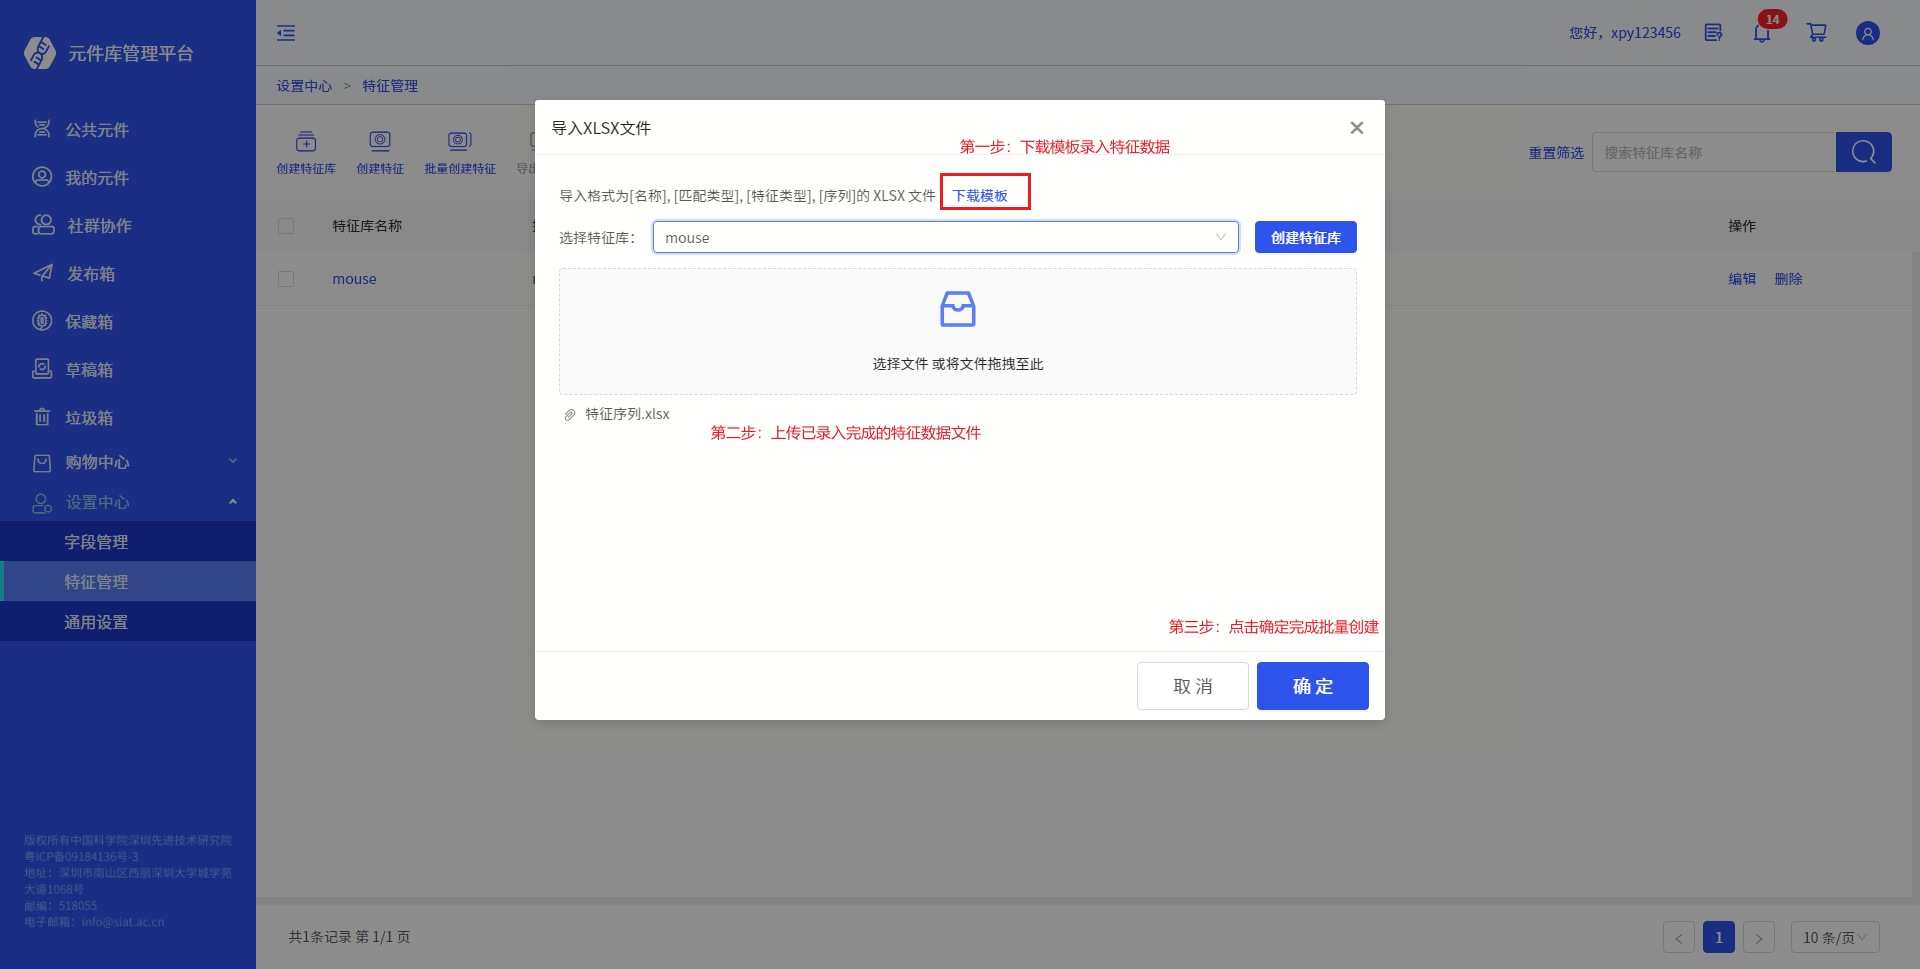 元件库管理平台
公共元件
我的元件
社群协作
发布箱
保藏箱
草稿箱
垃圾箱
购物中心
设置中心
字段管理
特征管理
通用设置
版权所有中国科学院深圳先进技术研究院
粤ICP备09184136号-3
地址：深圳市南山区西丽深圳大学城学苑
大道1068号
邮编：518055
电子邮箱：info@siat.ac.cn
您好，xpy123456
14
设置中心 > 特征管理
创建特征库 创建特征 批量创建特征 导出
重置筛选 搜索特征库名称
特征库名称 操作
mouse 编辑 删除
导入XLSX文件
第一步：下载模板录入特征数据
导入格式为[名称], [匹配类型], [特征类型], [序列]的 XLSX 文件 下载模板
选择特征库： mouse 创建特征库
选择文件 或将文件拖拽至此
特征序列.xlsx
第二步：上传已录入完成的特征数据文件
第三步：点击确定完成批量创建
取 消 确 定
共1条记录 第 1/1 页
< 1 > 10 条/页